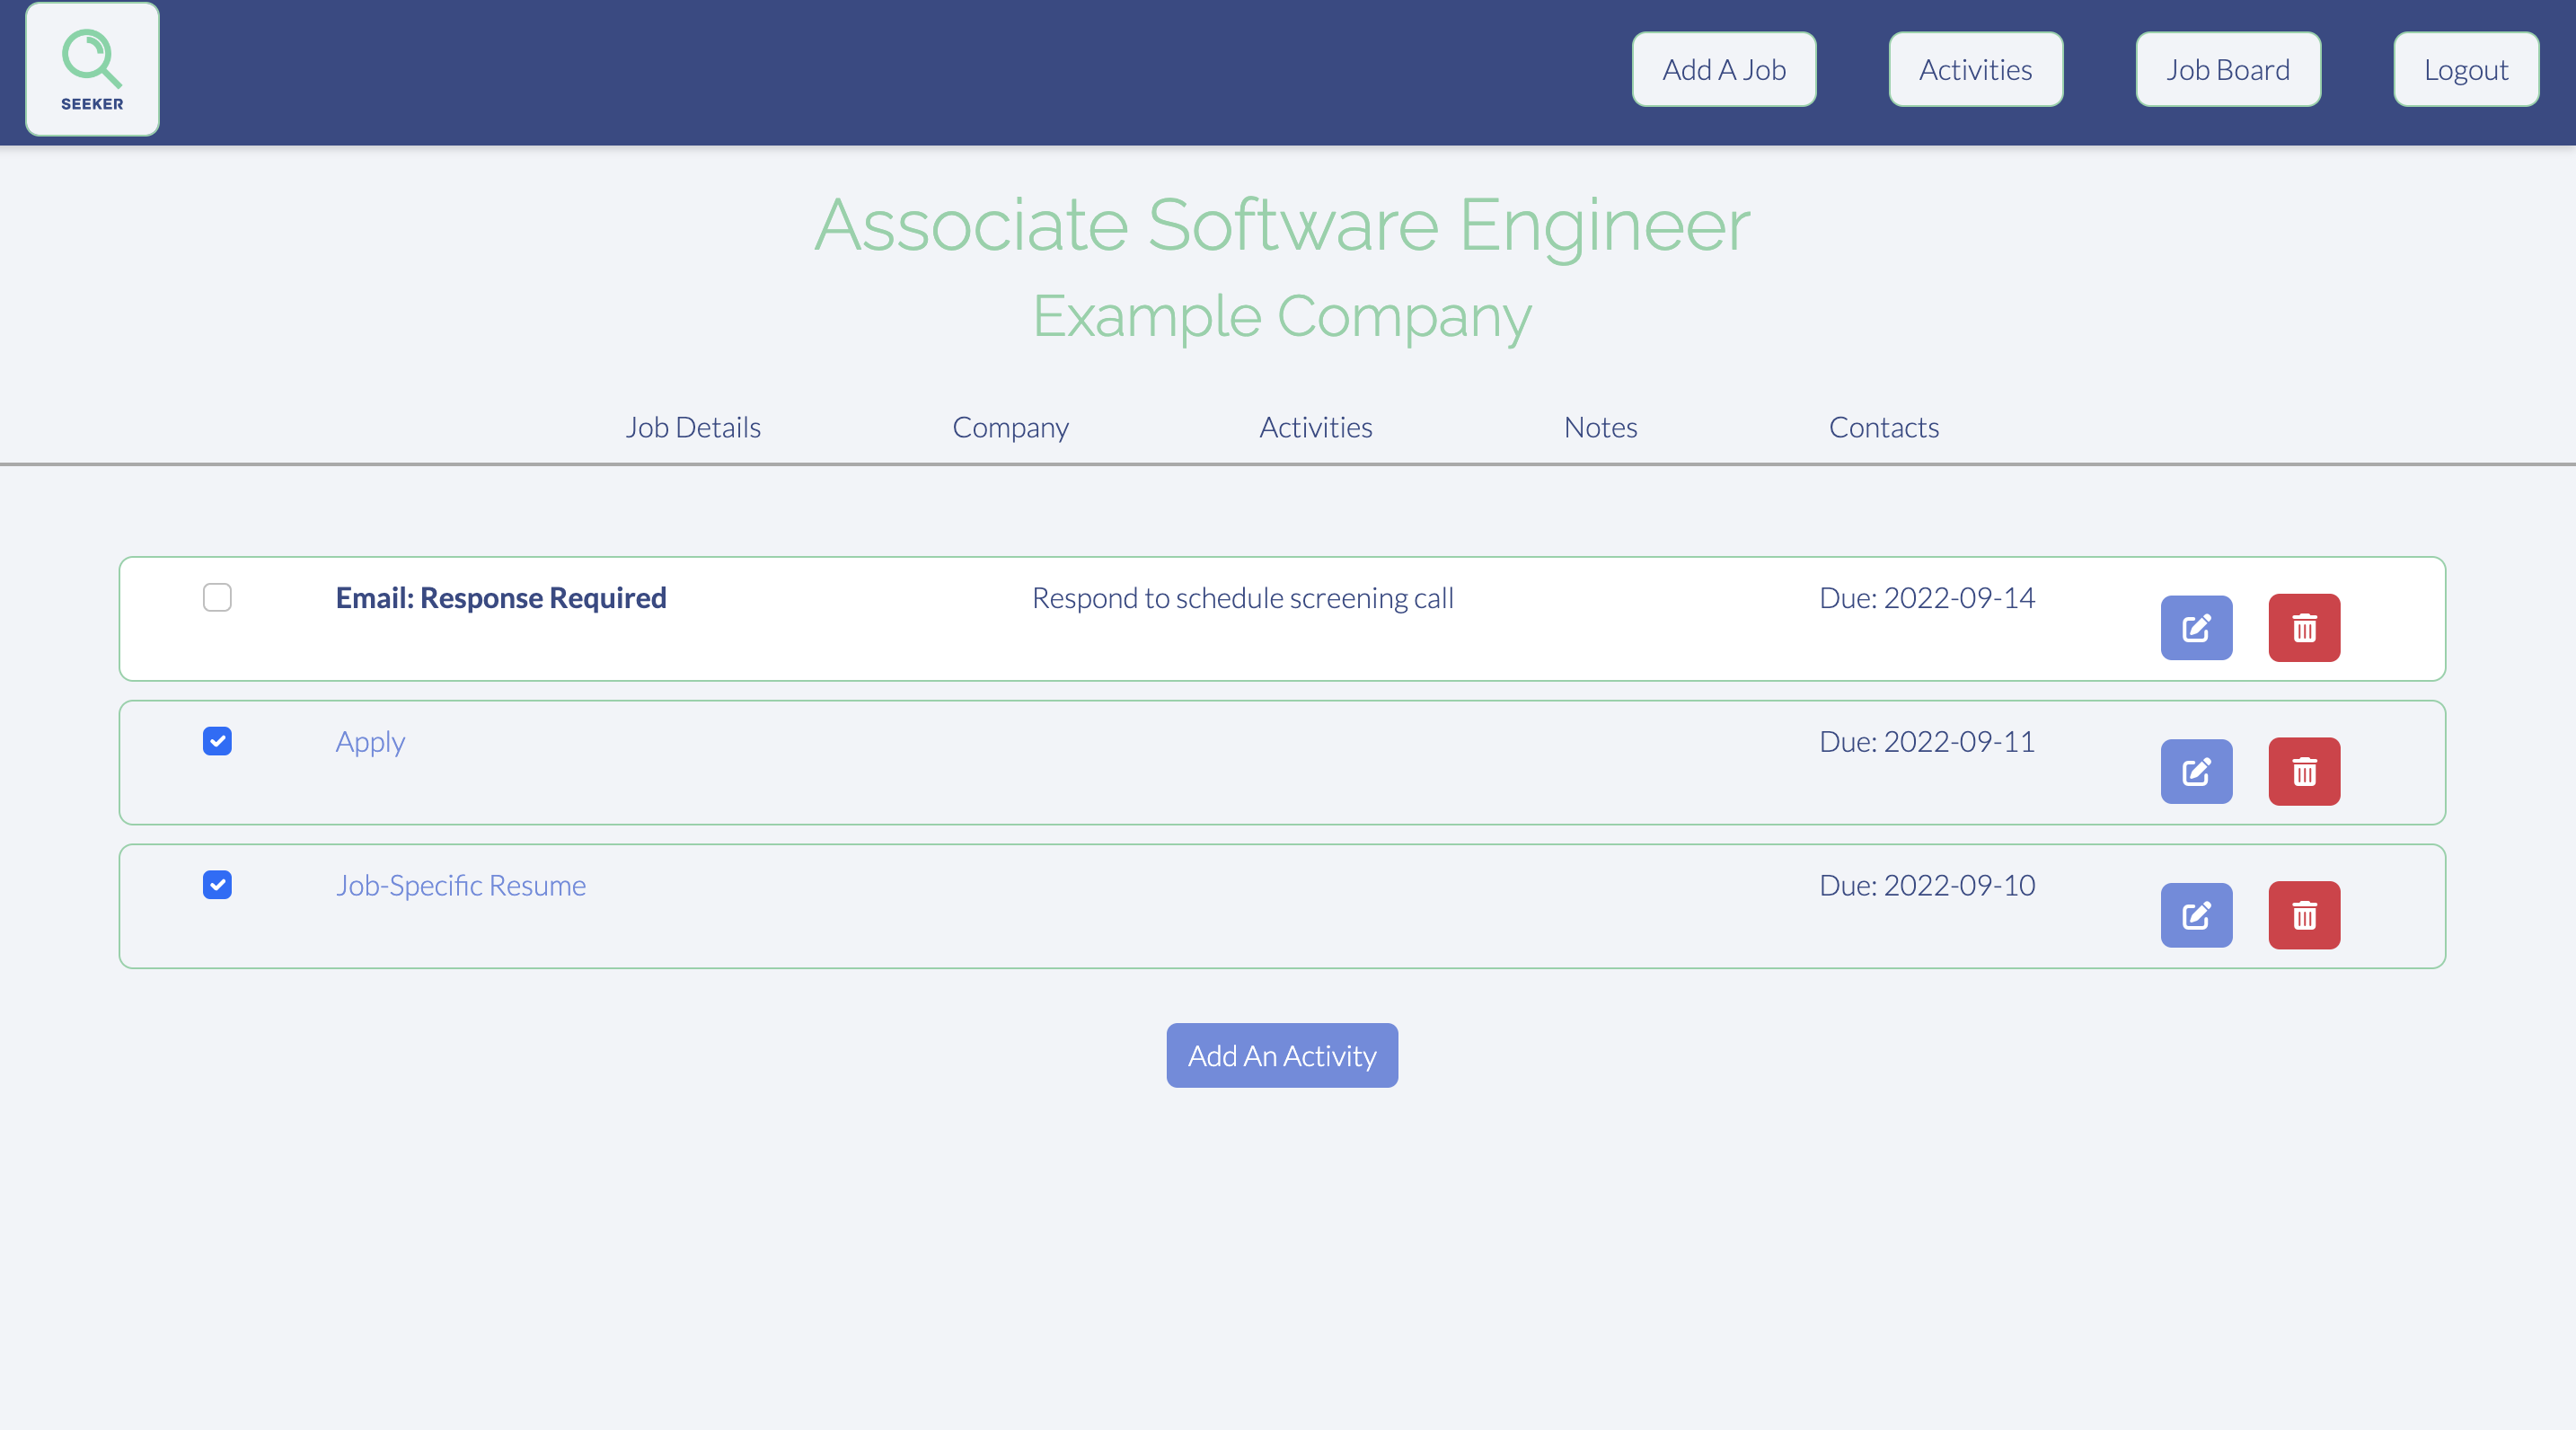 SEEKER
Add A Job Activities Job Board Logout
Associate Software Engineer
Example Company
Job Details Company Activities Notes Contacts
Email: Response Required Respond to schedule screening call Due: 2022-09-14
Apply Due: 2022-09-11
Job-Specific Resume Due: 2022-09-10
Add An Activity